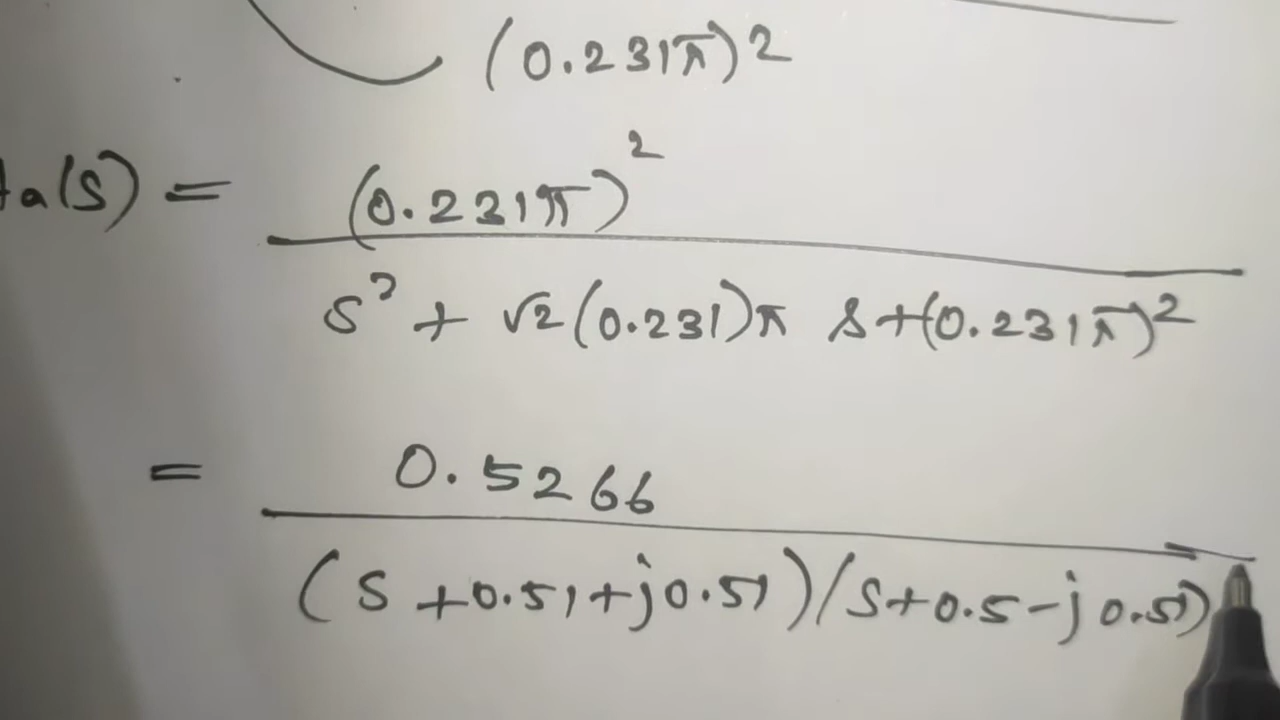 (0.231π)2
Ha(S) = (0.231π)²
s² + √2(0.231)π s+(0.231π)²
= 0.5266
(S +0.51+j0.51)(S+0.5-j0.51)